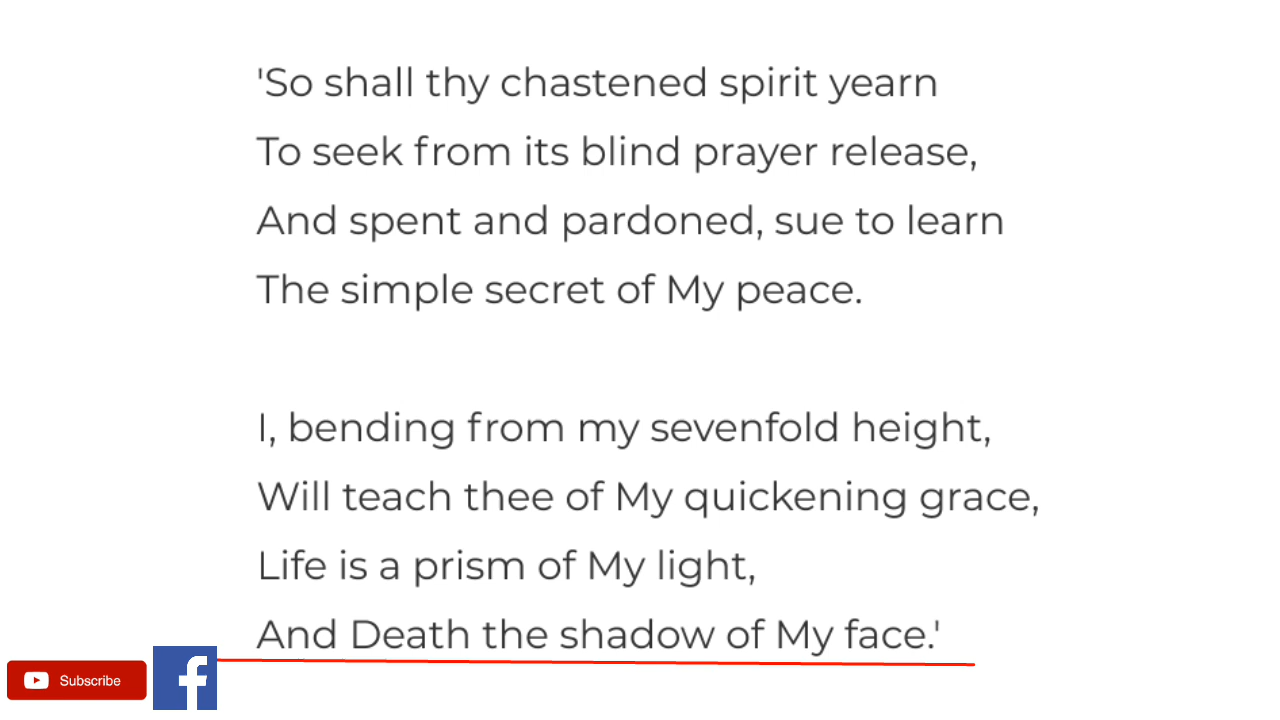 'So shall thy chastened spirit yearn
To seek from its blind prayer release,
And spent and pardoned, sue to learn
The simple secret of My peace.
I, bending from my sevenfold height,
Will teach thee of My quickening grace,
Life is a prism of My light,
And Death the shadow of My face.'
Subscribe
f